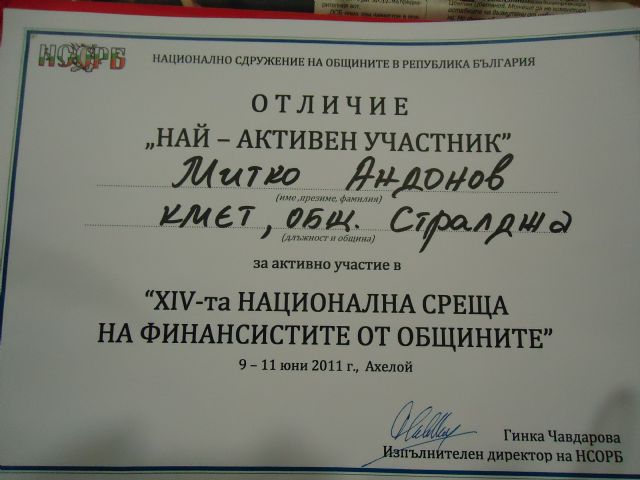 НСОРБ
НАЦИОНАЛНО СДРУЖЕНИЕ НА ОБЩИНИТЕ В РЕПУБЛИКА БЪЛГАРИЯ
ОТЛИЧИЕ
„НАЙ – АКТИВЕН УЧАСТНИК”
Митко Андонов
(име ,презиме, фамилия)
КМЕТ, ОБЩ. Стралджа
(длъжност и община)
за активно участие в
“XIV-та НАЦИОНАЛНА СРЕЩА
НА ФИНАНСИСТИТЕ ОТ ОБЩИНИТЕ”
9 – 11 юни 2011 г., Ахелой
Гинка Чавдарова
Изпълнителен директор на НСОРБ